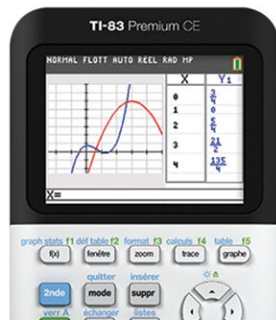 TI-83 Premium CE
NORMAL FLOTT AUTO RÉEL RAD MP
X Y1
0 3/4
1 0
2 5/4
3 21/2
4 135/4
X=
graph stats f1 déf table f2 format f3 calculs f4 table f5
f(x) fenêtre zoom trace graphe
quitter insérer
2nde mode suppr
verr A échanger listes